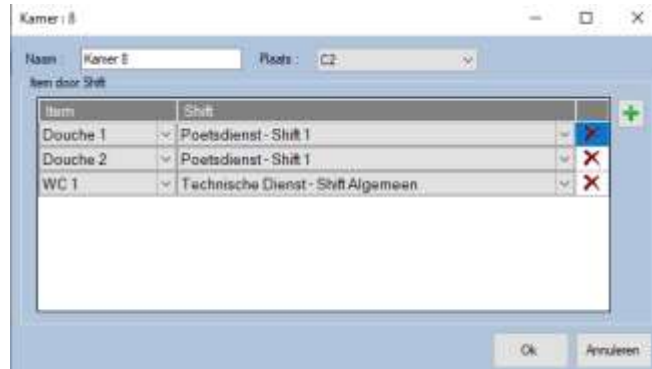 Kamer : 8
Naam : Kamer 8 Plaats : C2
Item door Shift
Item Shift
Douche 1 Poetsdienst - Shift 1
Douche 2 Poetsdienst - Shift 1
WC 1 Technische Dienst - Shift Algemeen
Ok Annuleren